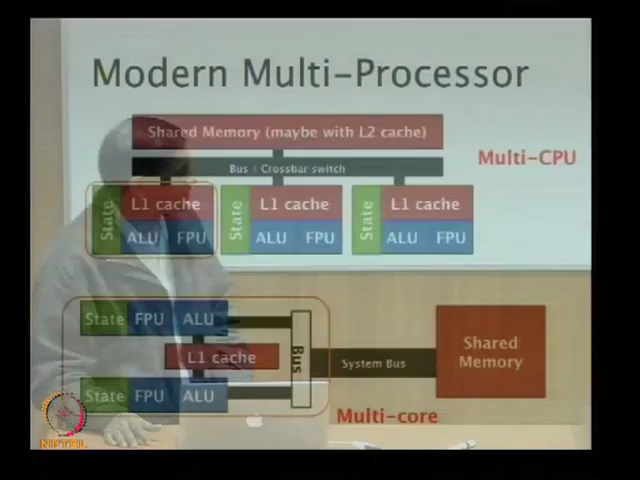 Modern Multi-Processor
Shared Memory (maybe with L2 cache)
Multi-CPU
Bus / Crossbar switch
State L1 cache ALU FPU
State L1 cache ALU FPU
State L1 cache ALU FPU
State FPU ALU
L1 cache
Bus
System Bus
Shared Memory
State FPU ALU
Multi-core
NPTEL